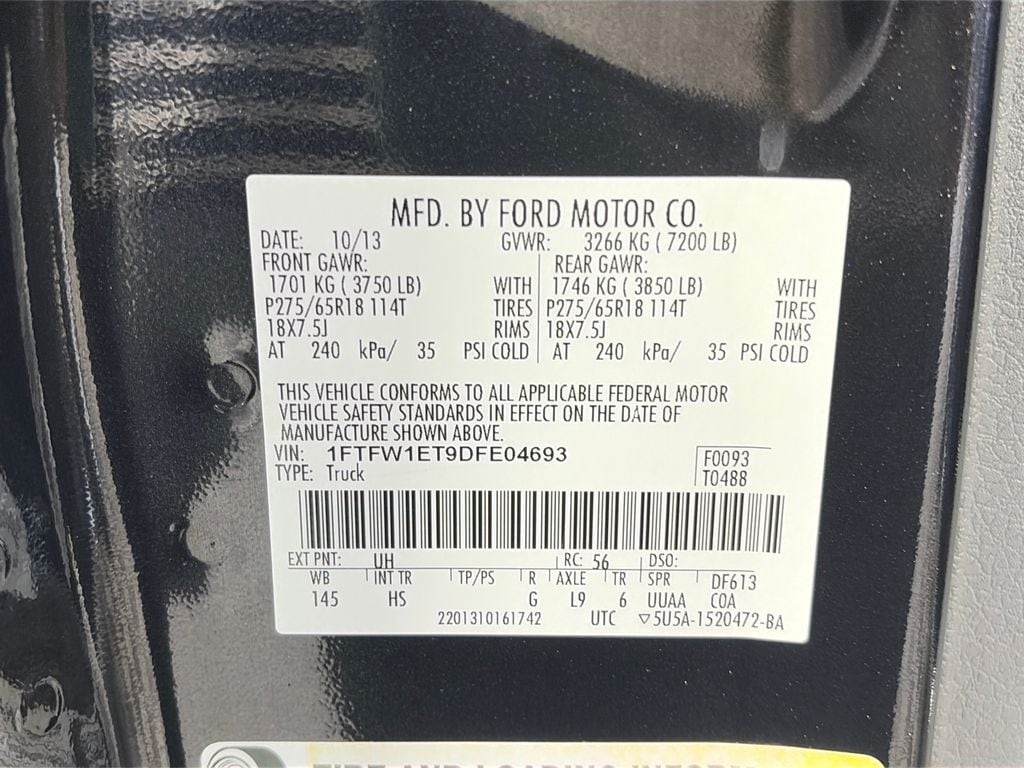 MFD. BY FORD MOTOR CO.
DATE: 10/13 GVWR: 3266 KG ( 7200 LB)
FRONT GAWR: REAR GAWR:
1701 KG ( 3750 LB) WITH 1746 KG ( 3850 LB) WITH
P275/65R18 114T TIRES P275/65R18 114T TIRES
18X7.5J RIMS 18X7.5J RIMS
AT 240 kPa/ 35 PSI COLD AT 240 kPa/ 35 PSI COLD
THIS VEHICLE CONFORMS TO ALL APPLICABLE FEDERAL MOTOR
VEHICLE SAFETY STANDARDS IN EFFECT ON THE DATE OF
MANUFACTURE SHOWN ABOVE.
VIN: 1FTFW1ET9DFE04693 F0093
TYPE: Truck T0488
EXT PNT: UH RC: 56 DSO:
WB INT TR TP/PS R AXLE TR SPR DF613
145 HS G L9 6 UUAA COA
2201310161742 UTC ▽5U5A-1520472-BA
TIRE AND LOADING INFORM